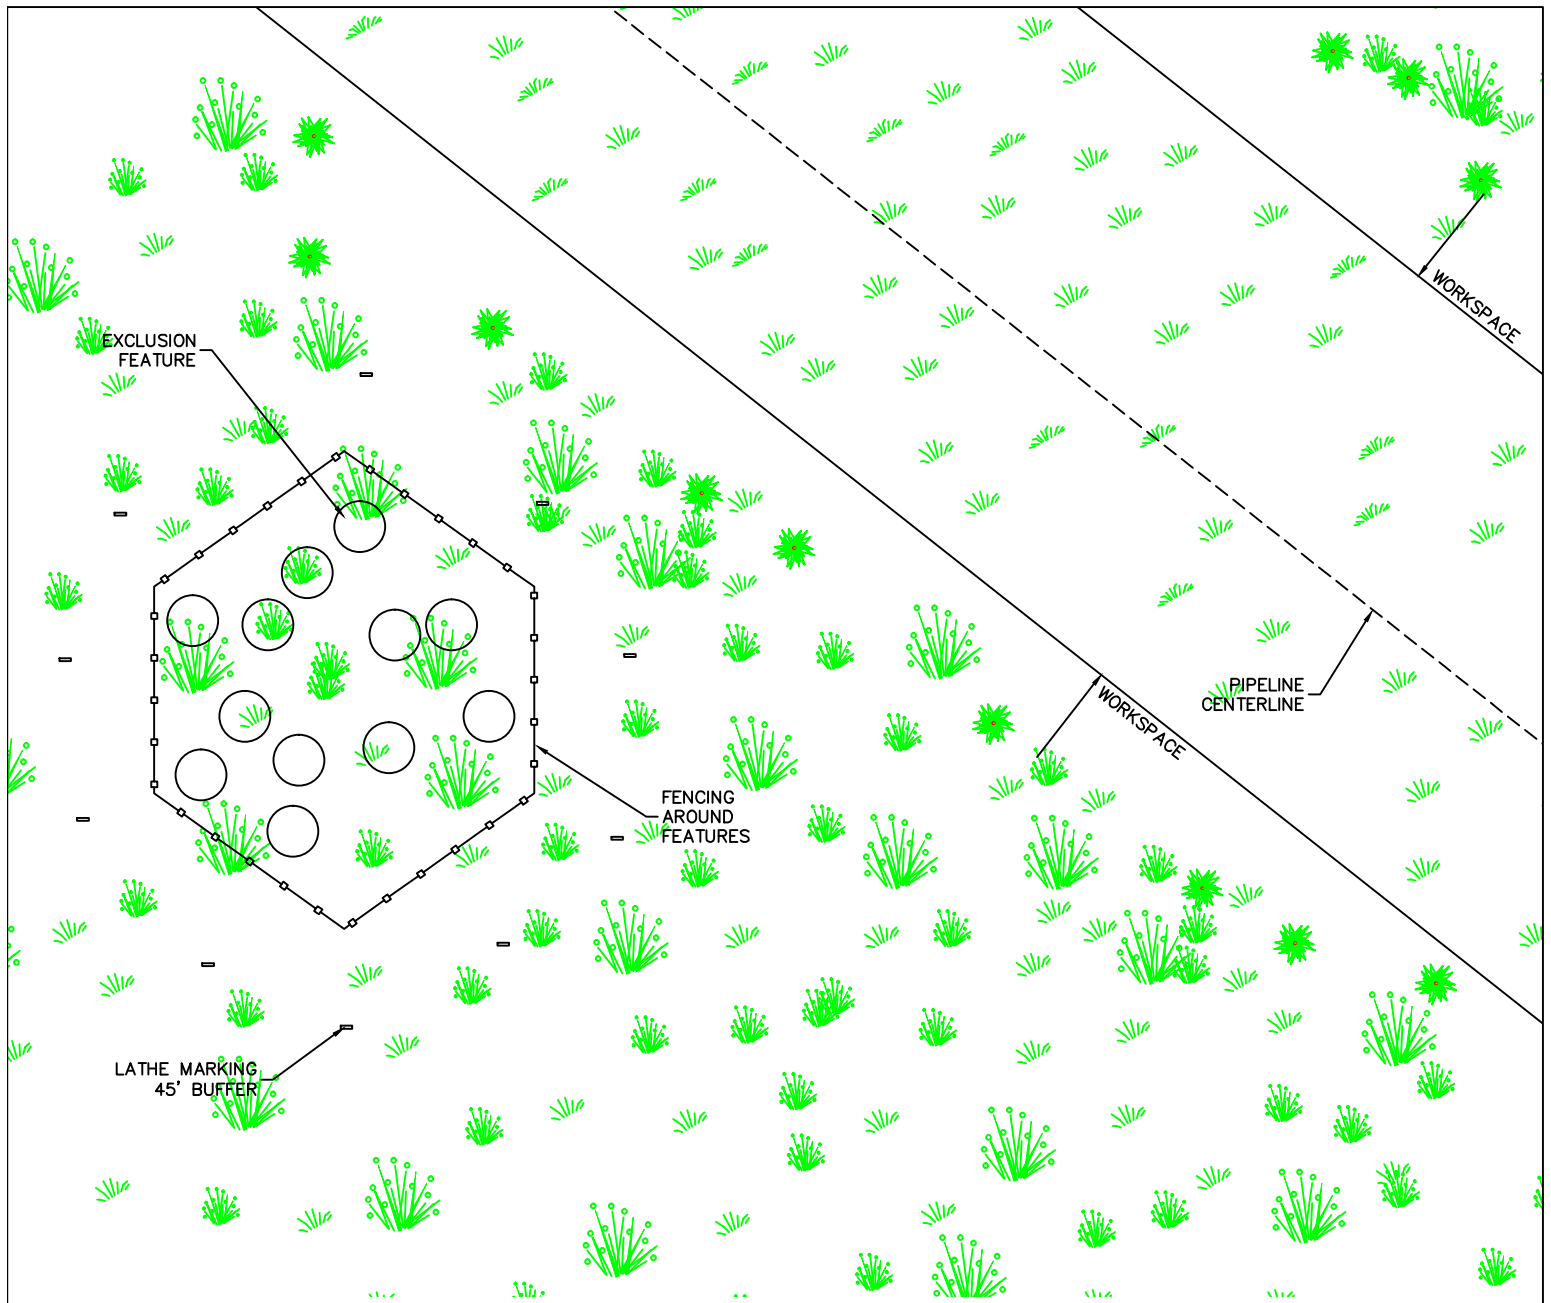 WORKSPACE
EXCLUSION
FEATURE
PIPELINE
CENTERLINE
WORKSPACE
FENCING
AROUND
FEATURES
LATHE MARKING
45' BUFFER